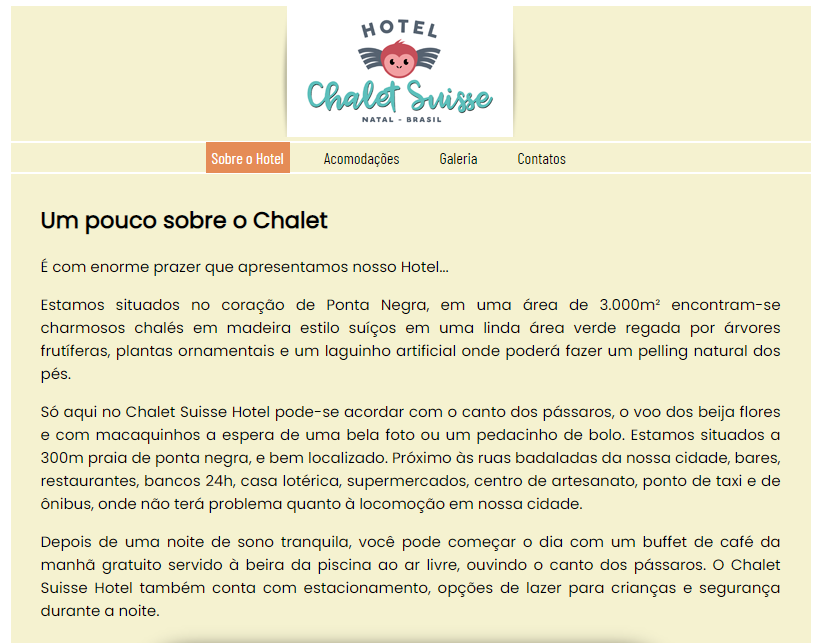 HOTEL
Chalet Suisse
NATAL - BRASIL
Sobre o Hotel Acomodações Galeria Contatos
Um pouco sobre o Chalet
É com enorme prazer que apresentamos nosso Hotel...
Estamos situados no coração de Ponta Negra, em uma área de 3.000m² encontram-se
charmosos chalés em madeira estilo suíços em uma linda área verde regada por árvores
frutíferas, plantas ornamentais e um laguinho artificial onde poderá fazer um pelling natural dos
pés.
Só aqui no Chalet Suisse Hotel pode-se acordar com o canto dos pássaros, o voo dos beija flores
e com macaquinhos a espera de uma bela foto ou um pedacinho de bolo. Estamos situados a
300m praia de ponta negra, e bem localizado. Próximo às ruas badaladas da nossa cidade, bares,
restaurantes, bancos 24h, casa lotérica, supermercados, centro de artesanato, ponto de taxi e de
ônibus, onde não terá problema quanto à locomoção em nossa cidade.
Depois de uma noite de sono tranquila, você pode começar o dia com um buffet de café da
manhã gratuito servido à beira da piscina ao ar livre, ouvindo o canto dos pássaros. O Chalet
Suisse Hotel também conta com estacionamento, opções de lazer para crianças e segurança
durante a noite.